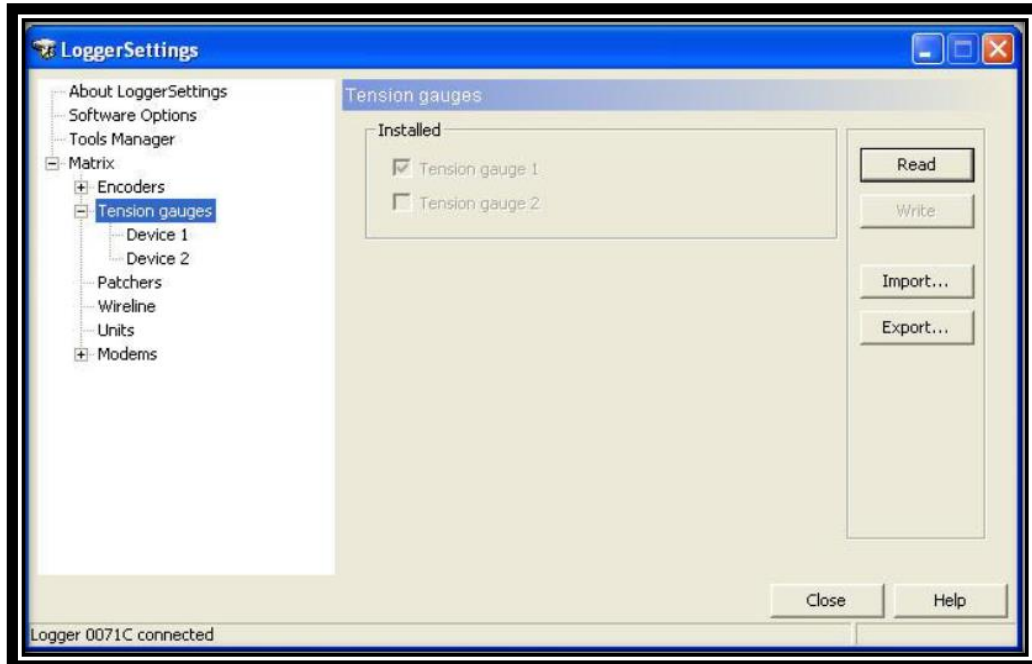 LoggerSettings
About LoggerSettings
Software Options
Tools Manager
Matrix
Encoders
Tension gauges
Device 1
Device 2
Patchers
Wireline
Units
Modems
Tension gauges
Installed
Tension gauge 1
Tension gauge 2
Read
Write
Import...
Export...
Close
Help
Logger 0071C connected